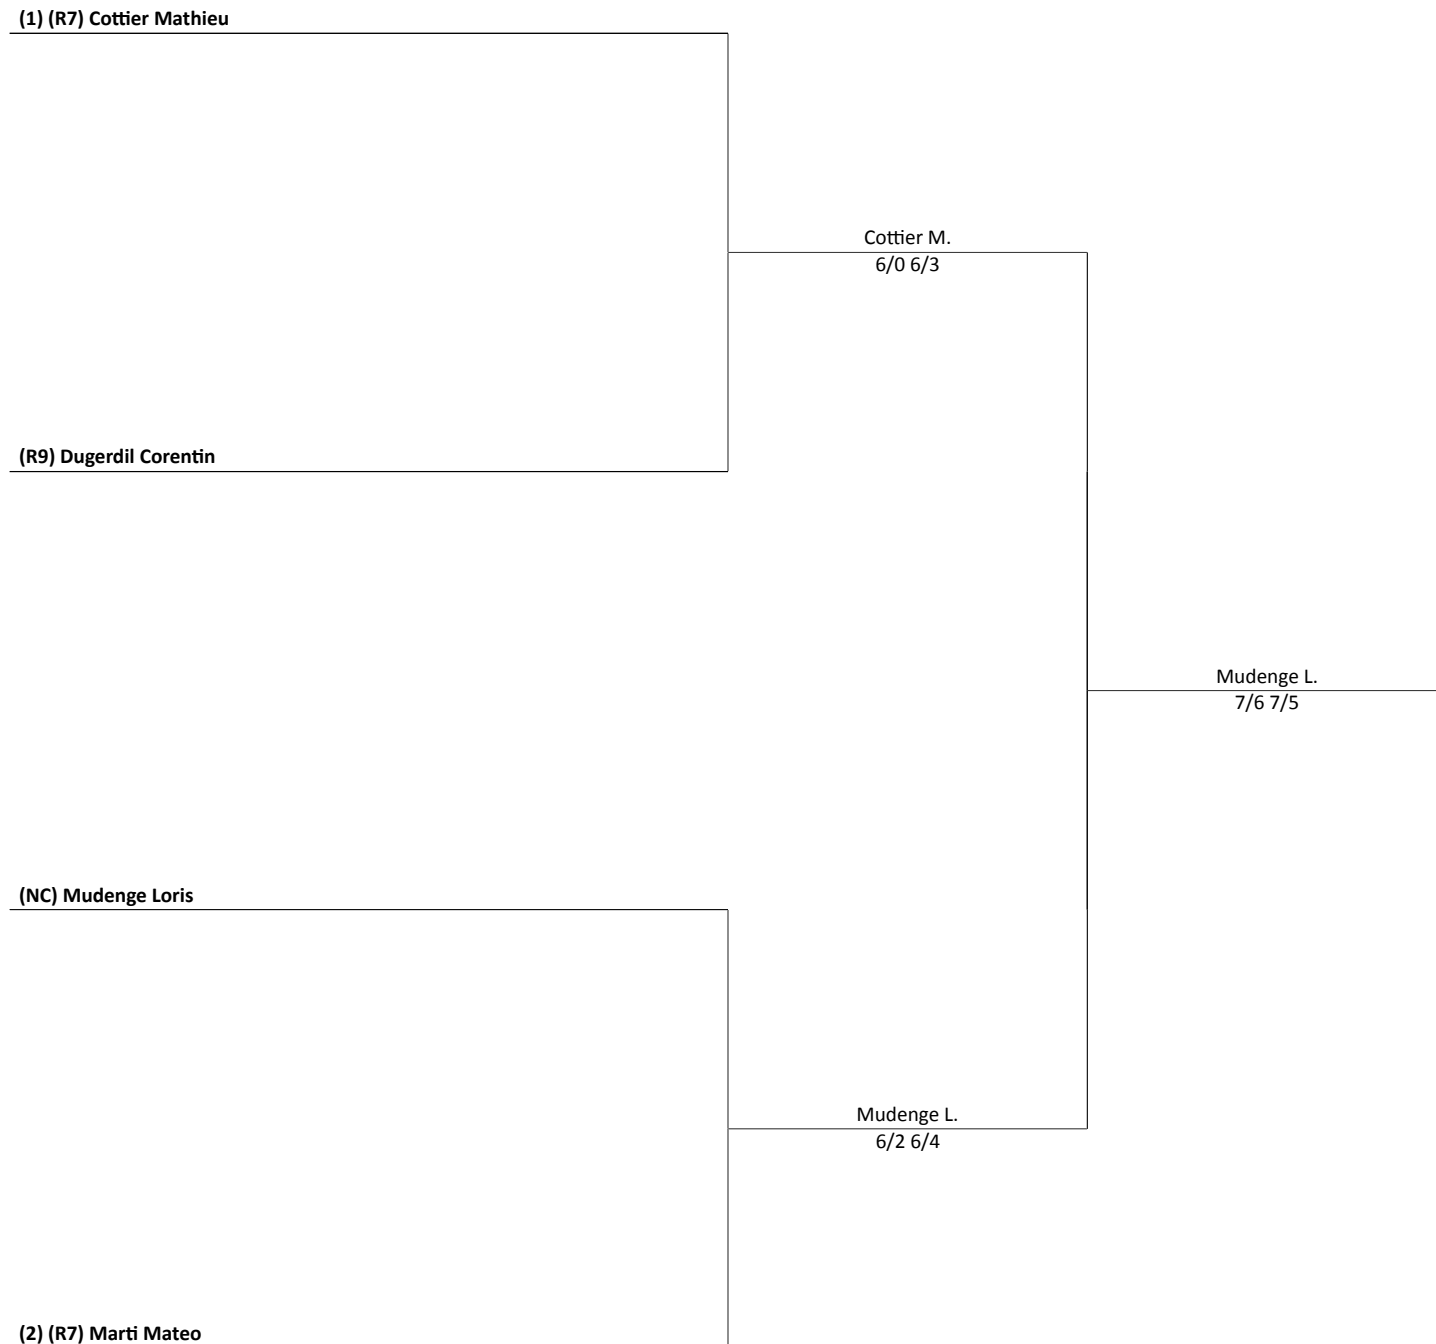 (1) (R7) Cottier Mathieu
Cottier M.
6/0 6/3
(R9) Dugerdil Corentin
Mudenge L.
7/6 7/5
(NC) Mudenge Loris
Mudenge L.
6/2 6/4
(2) (R7) Marti Mateo